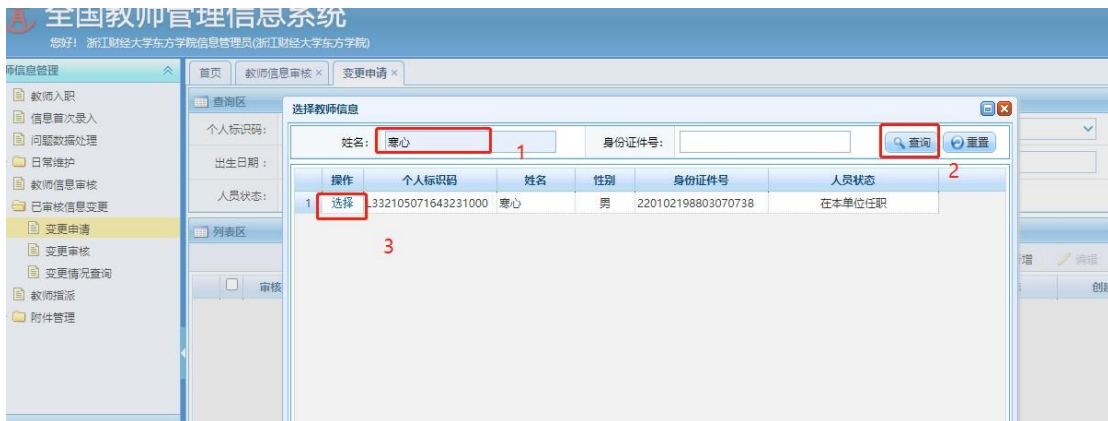 全国教师管理信息系统
您好! 浙江财经大学东方学院信息管理员(浙江财经大学东方学院)
师信息管理
首页 教师信息审核 × 变更申请 ×
教师入职
信息首次录入
问题数据处理
日常维护
教师信息审核
已审核信息变更
变更申请
变更审核
变更情况查询
教师指派
附件管理
查询区
个人标识码:
出生日期:
人员状态:
列表区
审核
增 编辑
创建
选择教师信息
姓名: 寒心 1 身份证件号: 查询 重置
2
操作 个人标识码 姓名 性别 身份证件号 人员状态
1 选择 L332105071643231000 寒心 男 220102198803070738 在本单位任职
3